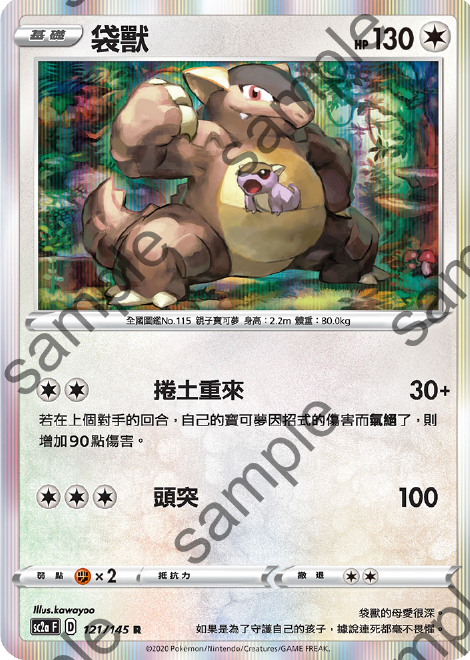 基礎 袋獸 HP130
全國圖鑑No.115 親子寶可夢 身高：2.2m 體重：80.0kg
捲土重來 30+
若在上個對手的回合，自己的寶可夢因招式的傷害而氣絕了，則
增加90點傷害。
頭突 100
弱點 ×2 抵抗力 撤退
Illus.kawayoo
sc2a F D 121/145 R
袋獸的母愛很深。
如果是為了守護自己的孩子，據說連死都毫不畏懼。
©2020 Pokémon/Nintendo/Creatures/GAME FREAK.
sample
sample
sample
sample
sample
sample
sample